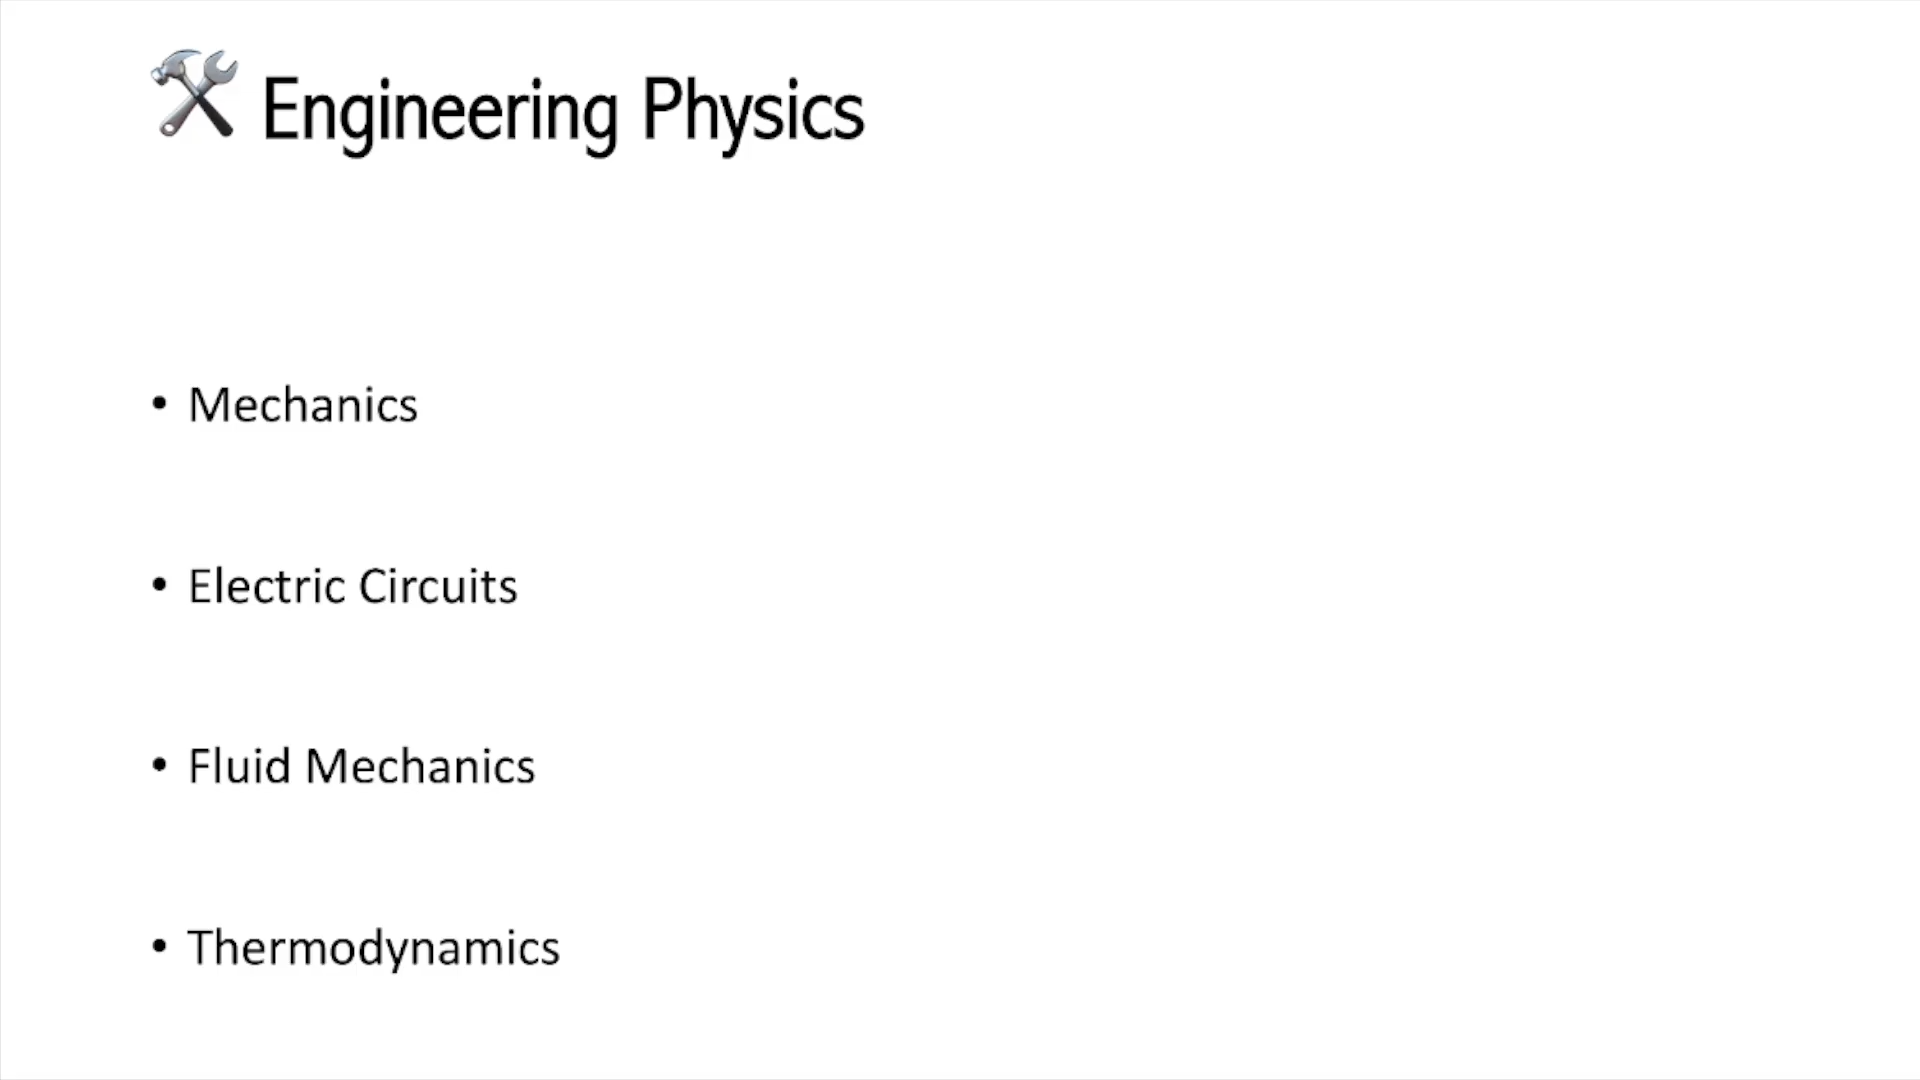 Engineering Physics
• Mechanics
• Electric Circuits
• Fluid Mechanics
• Thermodynamics